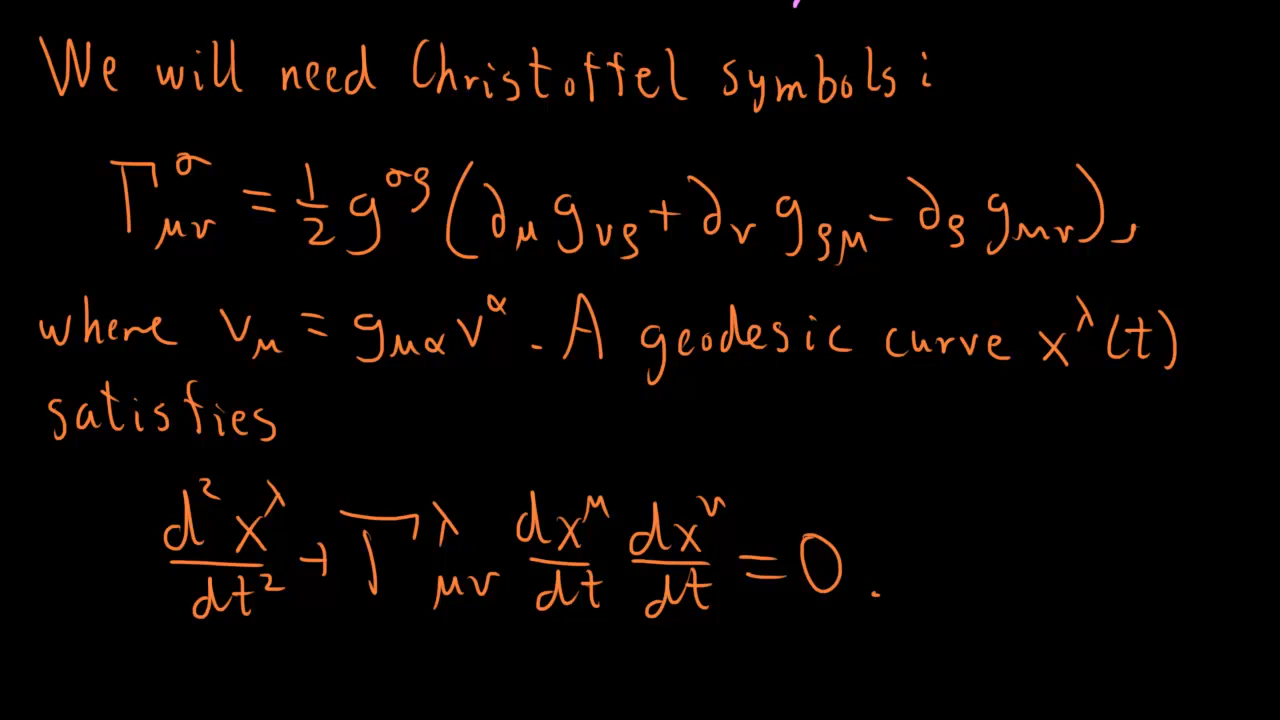 We will need Christoffel symbols:
Γ^σ_μν = 1/2 g^σρ (∂_μ g_νρ + ∂_ν g_ρμ − ∂_ρ g_μν),
where v_μ = g_μα v^α. A geodesic curve x^λ(t)
satisfies
d²x^λ/dt² + Γ^λ_μν dx^μ/dt dx^ν/dt = 0.